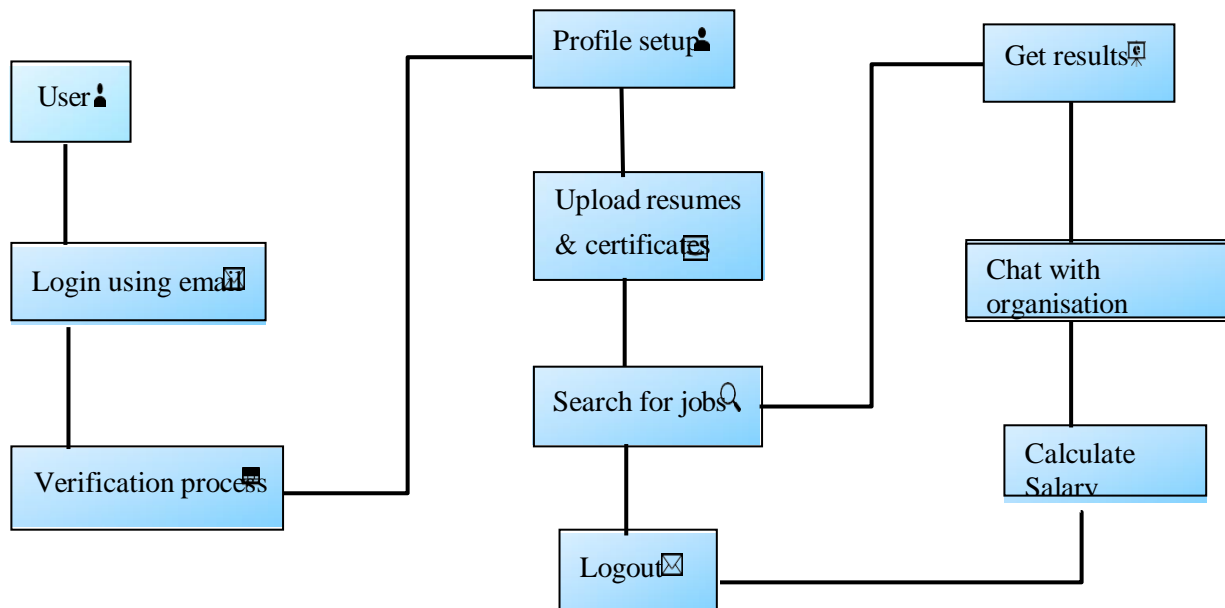 User
Login using email
Verification process
Profile setup
Upload resumes
& certificates
Search for jobs
Logout
Get results
Chat with
organisation
Calculate
Salary